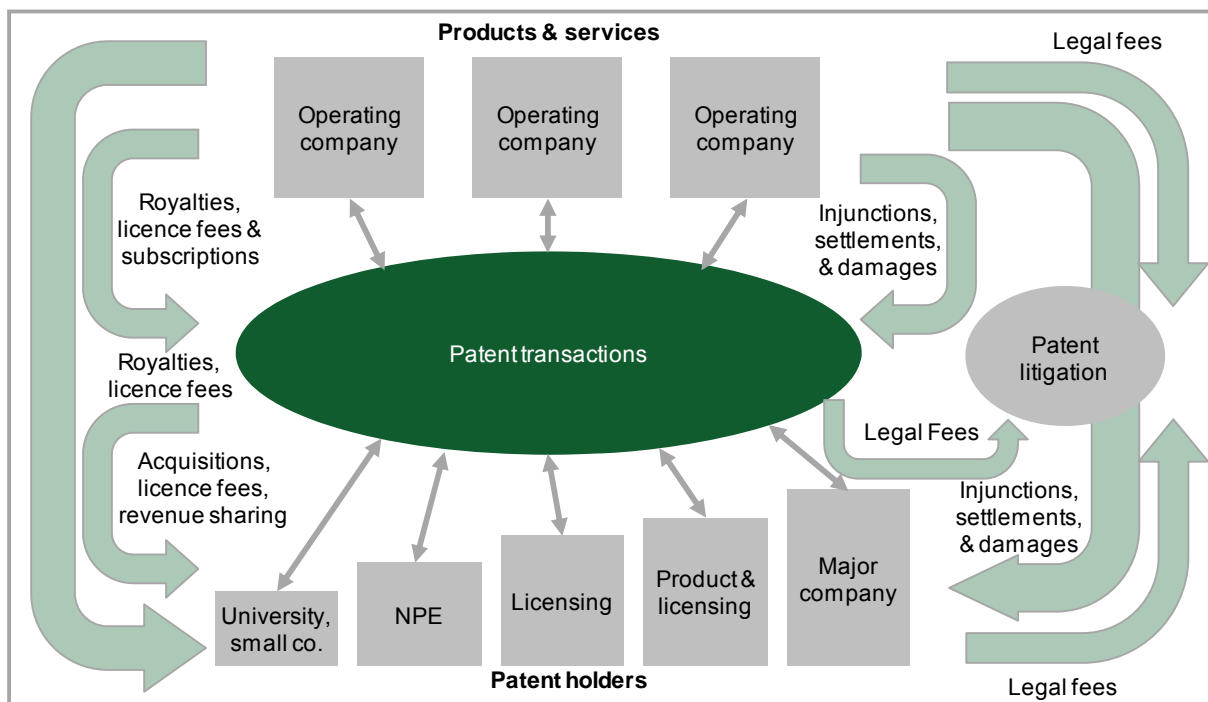 Products & services
Legal fees
Operating
company
Operating
company
Operating
company
Royalties,
licence fees &
subscriptions
Injunctions,
settlements,
& damages
Patent transactions
Patent
litigation
Royalties,
licence fees
Legal Fees
Acquisitions,
licence fees,
revenue sharing
Injunctions,
settlements,
& damages
University,
small co.
NPE
Licensing
Product &
licensing
Major
company
Patent holders
Legal fees